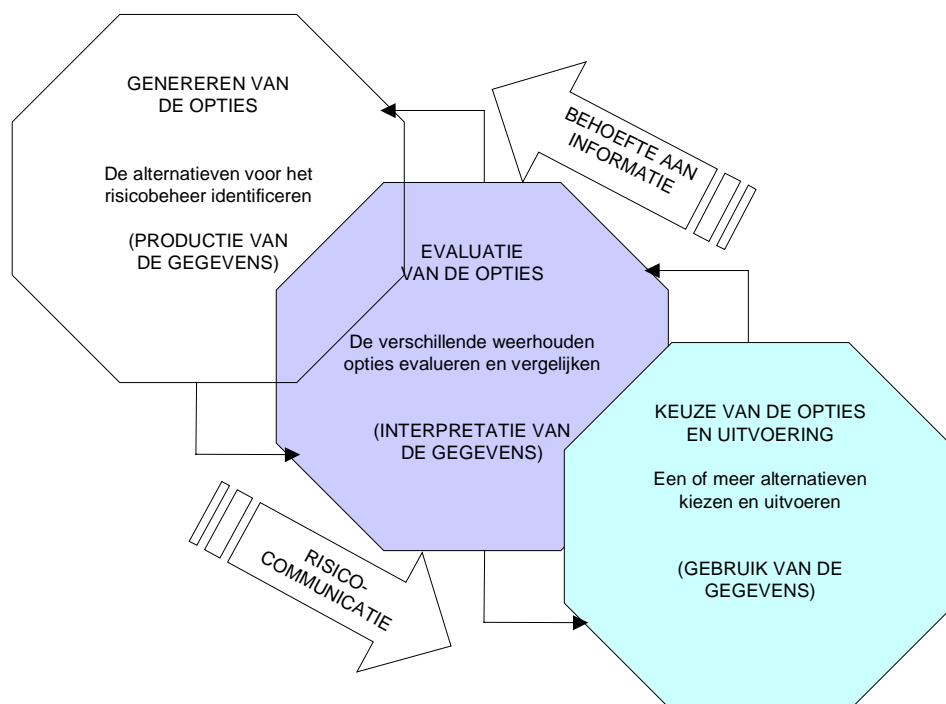 GENEREREN VAN
DE OPTIES
De alternatieven voor het
risicobeheer identificeren
(PRODUCTIE VAN
DE GEGEVENS)
BEHOEFTE AAN
INFORMATIE
EVALUATIE
VAN DE OPTIES
De verschillende weerhouden
opties evalueren en vergelijken
(INTERPRETATIE VAN
DE GEGEVENS)
KEUZE VAN DE OPTIES
EN UITVOERING
Een of meer alternatieven
kiezen en uitvoeren
(GEBRUIK VAN DE
GEGEVENS)
RISICO-
COMMUNICATIE